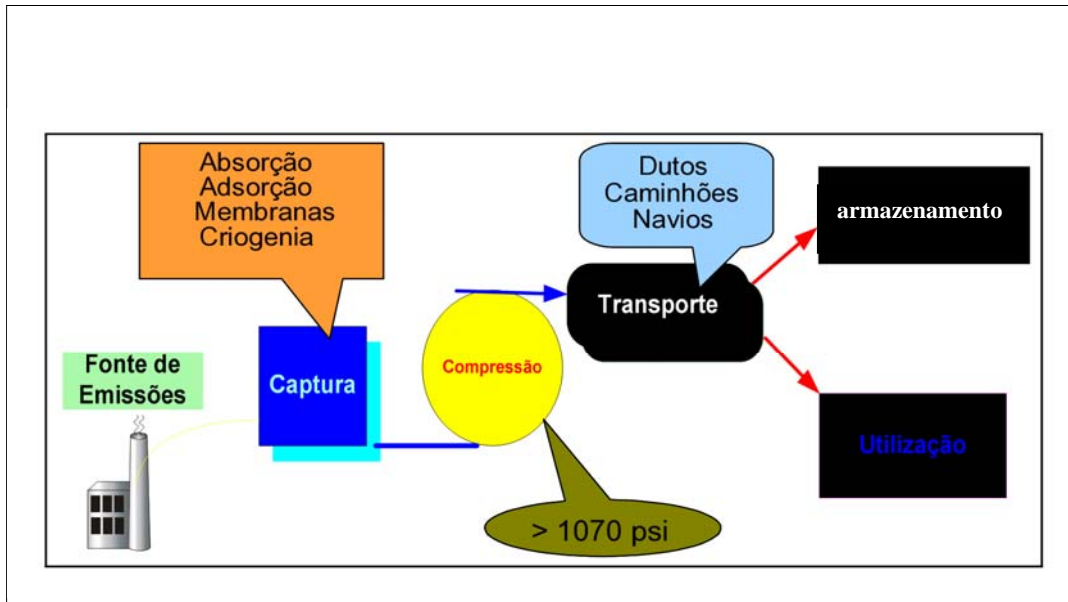 Absorção
Adsorção
Membranas
Criogenia
Dutos
Caminhões
Navios
armazenamento
Transporte
Fonte de
Emissões
Captura
Compressão
Utilização
> 1070 psi